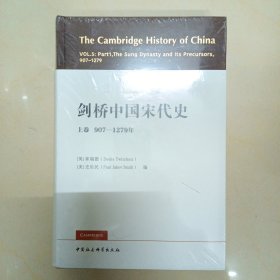 The Cambridge History of China
VOL.5: Part1,The Sung Dynasty and Its Precursors,
907-1279
剑桥中国宋代史
上卷 907—1279年
[英] 崔瑞德 (Denis Twitchett)
[美] 史乐民 (Paul Jakov Smith) 编
CAMBRIDGE
中国社会科学出版社